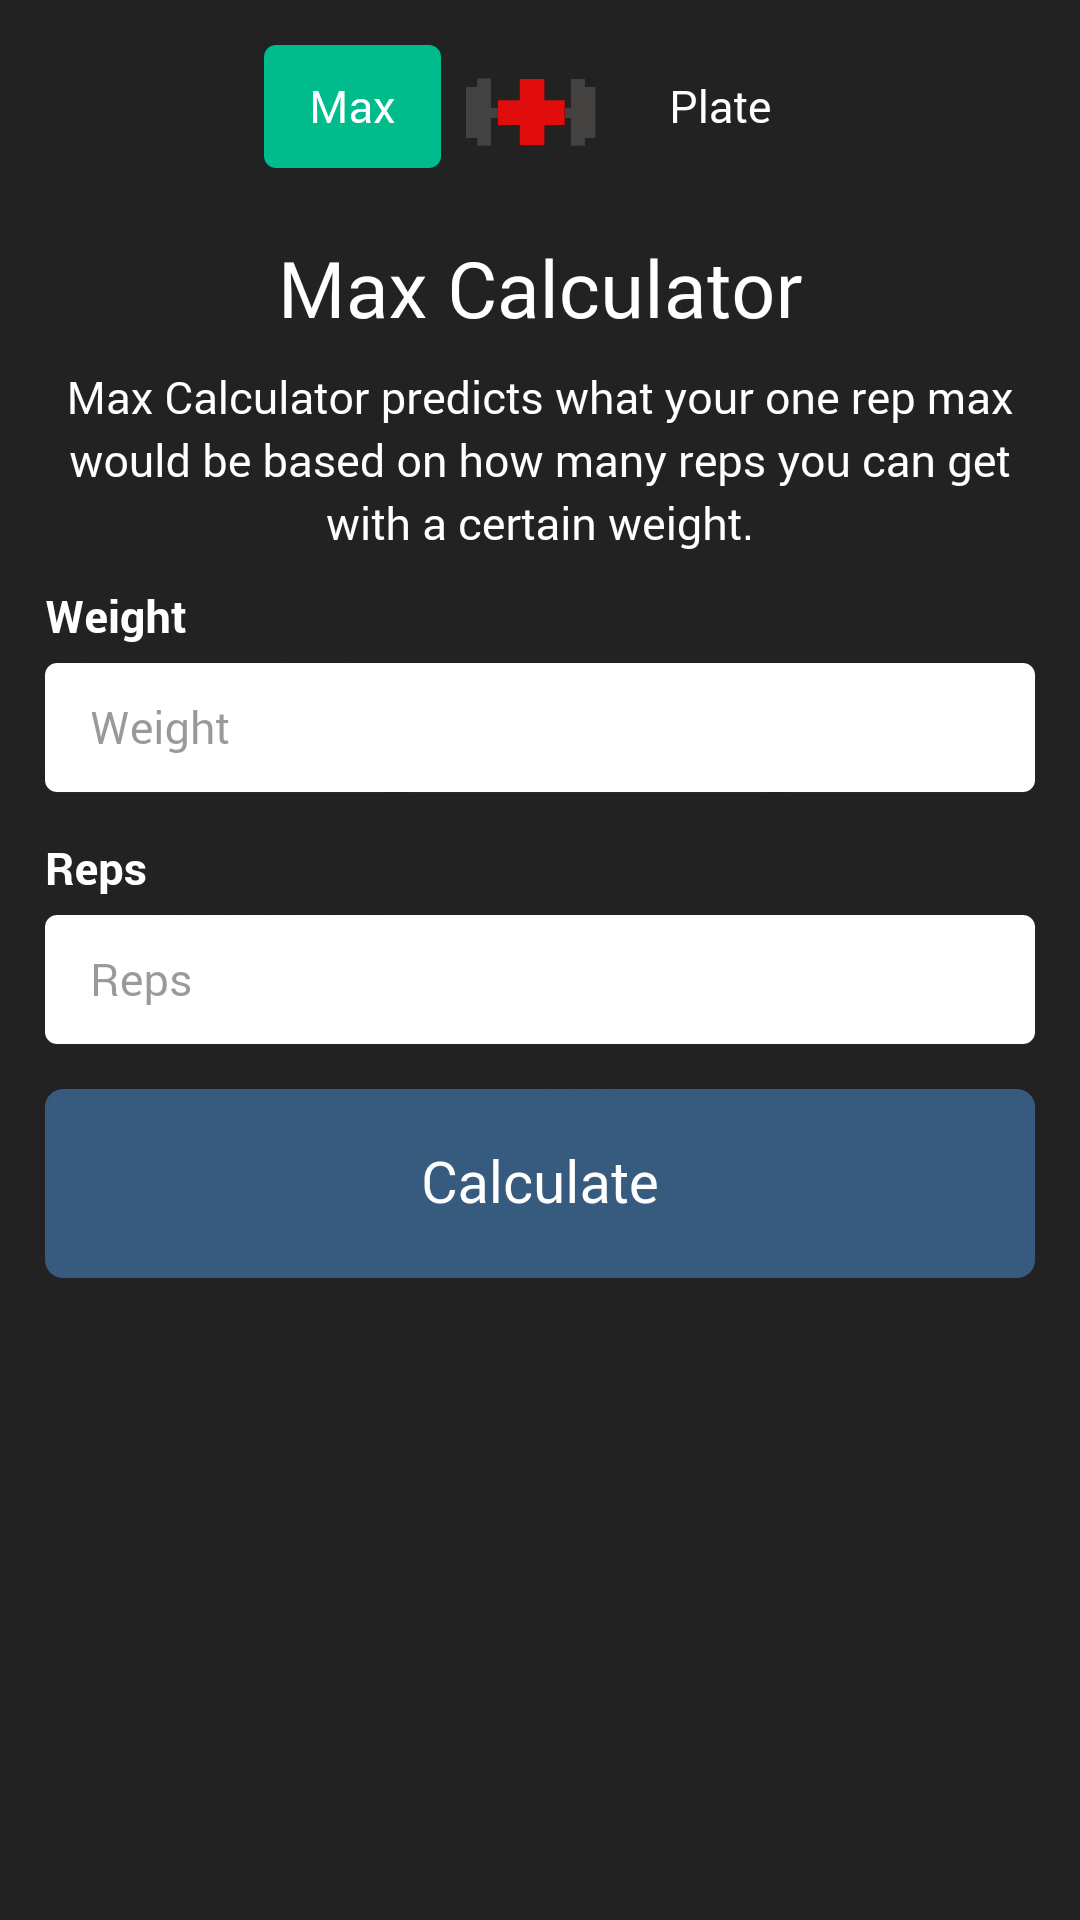 Max
Plate
Max Calculator
Max Calculator predicts what your one rep max
would be based on how many reps you can get
with a certain weight.
Weight
Weight
Reps
Reps
Calculate